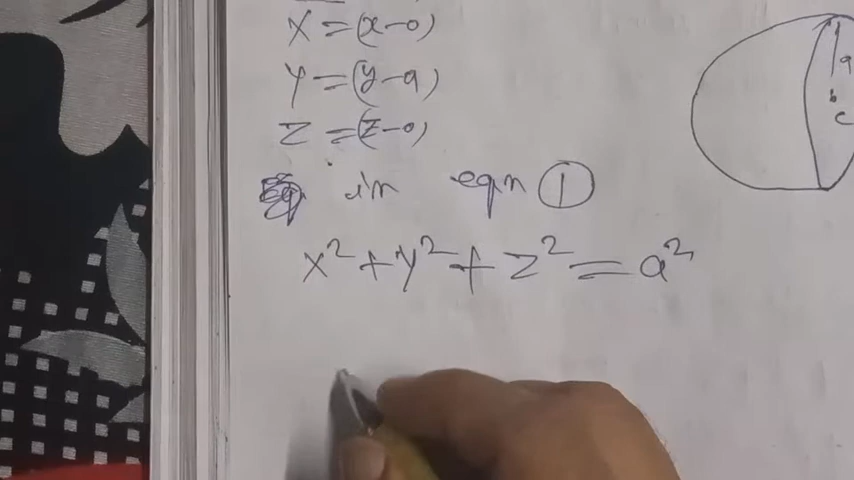 X = (x-0)
Y = (y-a)
Z = (z-0)
in eqn ①
X² + Y² + Z² = a²
a
b
c